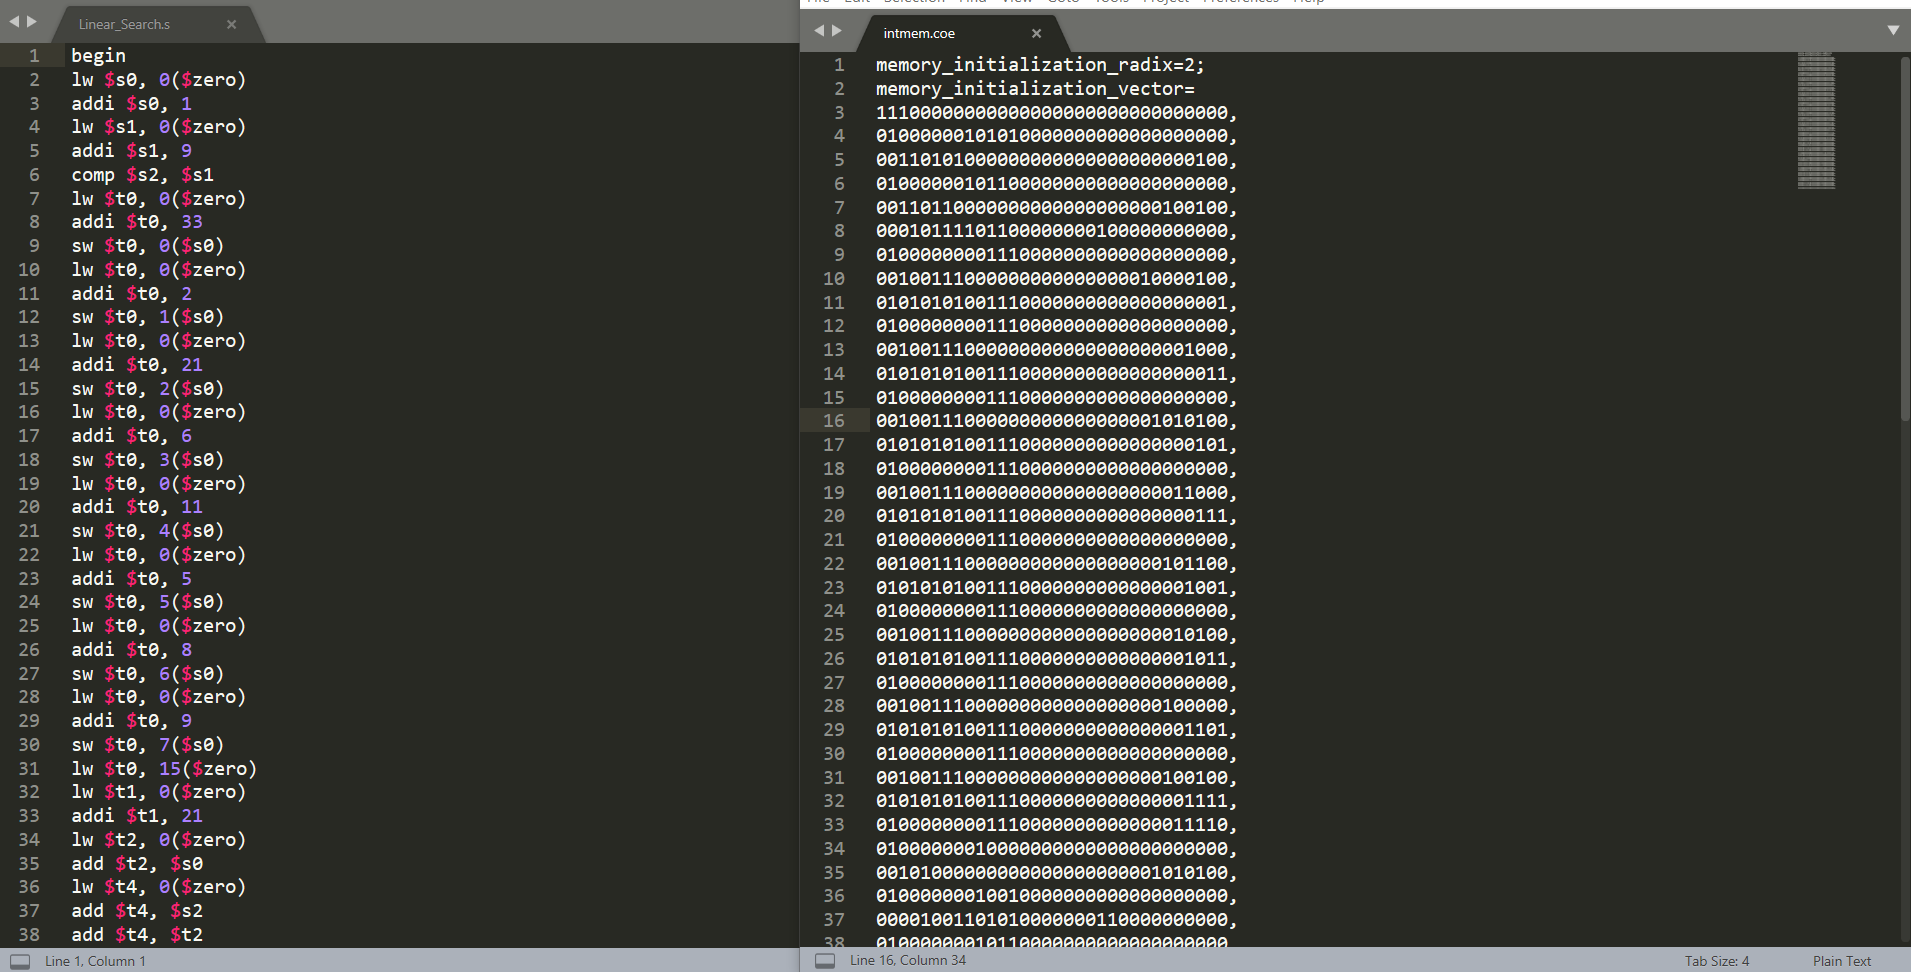 File Edit Selection Find View Goto Tools Project Preferences Help
Linear_Search.s
1 begin
2 lw $s0, 0($zero)
3 addi $s0, 1
4 lw $s1, 0($zero)
5 addi $s1, 9
6 comp $s2, $s1
7 lw $t0, 0($zero)
8 addi $t0, 33
9 sw $t0, 0($s0)
10 lw $t0, 0($zero)
11 addi $t0, 2
12 sw $t0, 1($s0)
13 lw $t0, 0($zero)
14 addi $t0, 21
15 sw $t0, 2($s0)
16 lw $t0, 0($zero)
17 addi $t0, 6
18 sw $t0, 3($s0)
19 lw $t0, 0($zero)
20 addi $t0, 11
21 sw $t0, 4($s0)
22 lw $t0, 0($zero)
23 addi $t0, 5
24 sw $t0, 5($s0)
25 lw $t0, 0($zero)
26 addi $t0, 8
27 sw $t0, 6($s0)
28 lw $t0, 0($zero)
29 addi $t0, 9
30 sw $t0, 7($s0)
31 lw $t0, 15($zero)
32 lw $t1, 0($zero)
33 addi $t1, 21
34 lw $t2, 0($zero)
35 add $t2, $s0
36 lw $t4, 0($zero)
37 add $t4, $s2
38 add $t4, $t2
Line 1, Column 1
intmem.coe
1 memory_initialization_radix=2;
2 memory_initialization_vector=
3 11100000000000000000000000000000,
4 01000000101010000000000000000000,
5 00110101000000000000000000000100,
6 01000000101100000000000000000000,
7 00110110000000000000000000100100,
8 00010111101100000000100000000000,
9 01000000001110000000000000000000,
10 00100111000000000000000010000100,
11 01010101001110000000000000000001,
12 01000000001110000000000000000000,
13 00100111000000000000000000001000,
14 01010101001110000000000000000011,
15 01000000001110000000000000000000,
16 00100111000000000000000001010100,
17 01010101001110000000000000000101,
18 01000000001110000000000000000000,
19 00100111000000000000000000011000,
20 01010101001110000000000000000111,
21 01000000001110000000000000000000,
22 00100111000000000000000000101100,
23 01010101001110000000000000001001,
24 01000000001110000000000000000000,
25 00100111000000000000000000010100,
26 01010101001110000000000000001011,
27 01000000001110000000000000000000,
28 00100111000000000000000000100000,
29 01010101001110000000000000001101,
30 01000000001110000000000000000000,
31 00100111000000000000000000100100,
32 01010101001110000000000000001111,
33 01000000001110000000000000011110,
34 01000000010000000000000000000000,
35 00101000000000000000000001010100,
36 01000000010010000000000000000000,
37 00001001101010000000110000000000,
38 01000000010110000000000000000000
Line 16, Column 34
Tab Size: 4
Plain Text